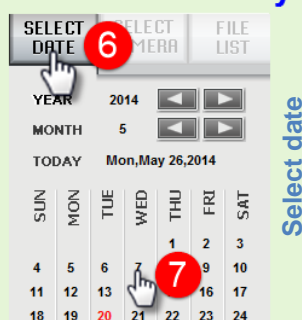 SELECT DATE
6
FILE LIST
YEAR 2014
MONTH 5
TODAY Mon,May 26,2014
SUN MON TUE WED THU FRI SAT
1 2 3
4 5 6 7 9 10
11 12 13 16 17
18 19 20 21 22 23 24
7
Select date